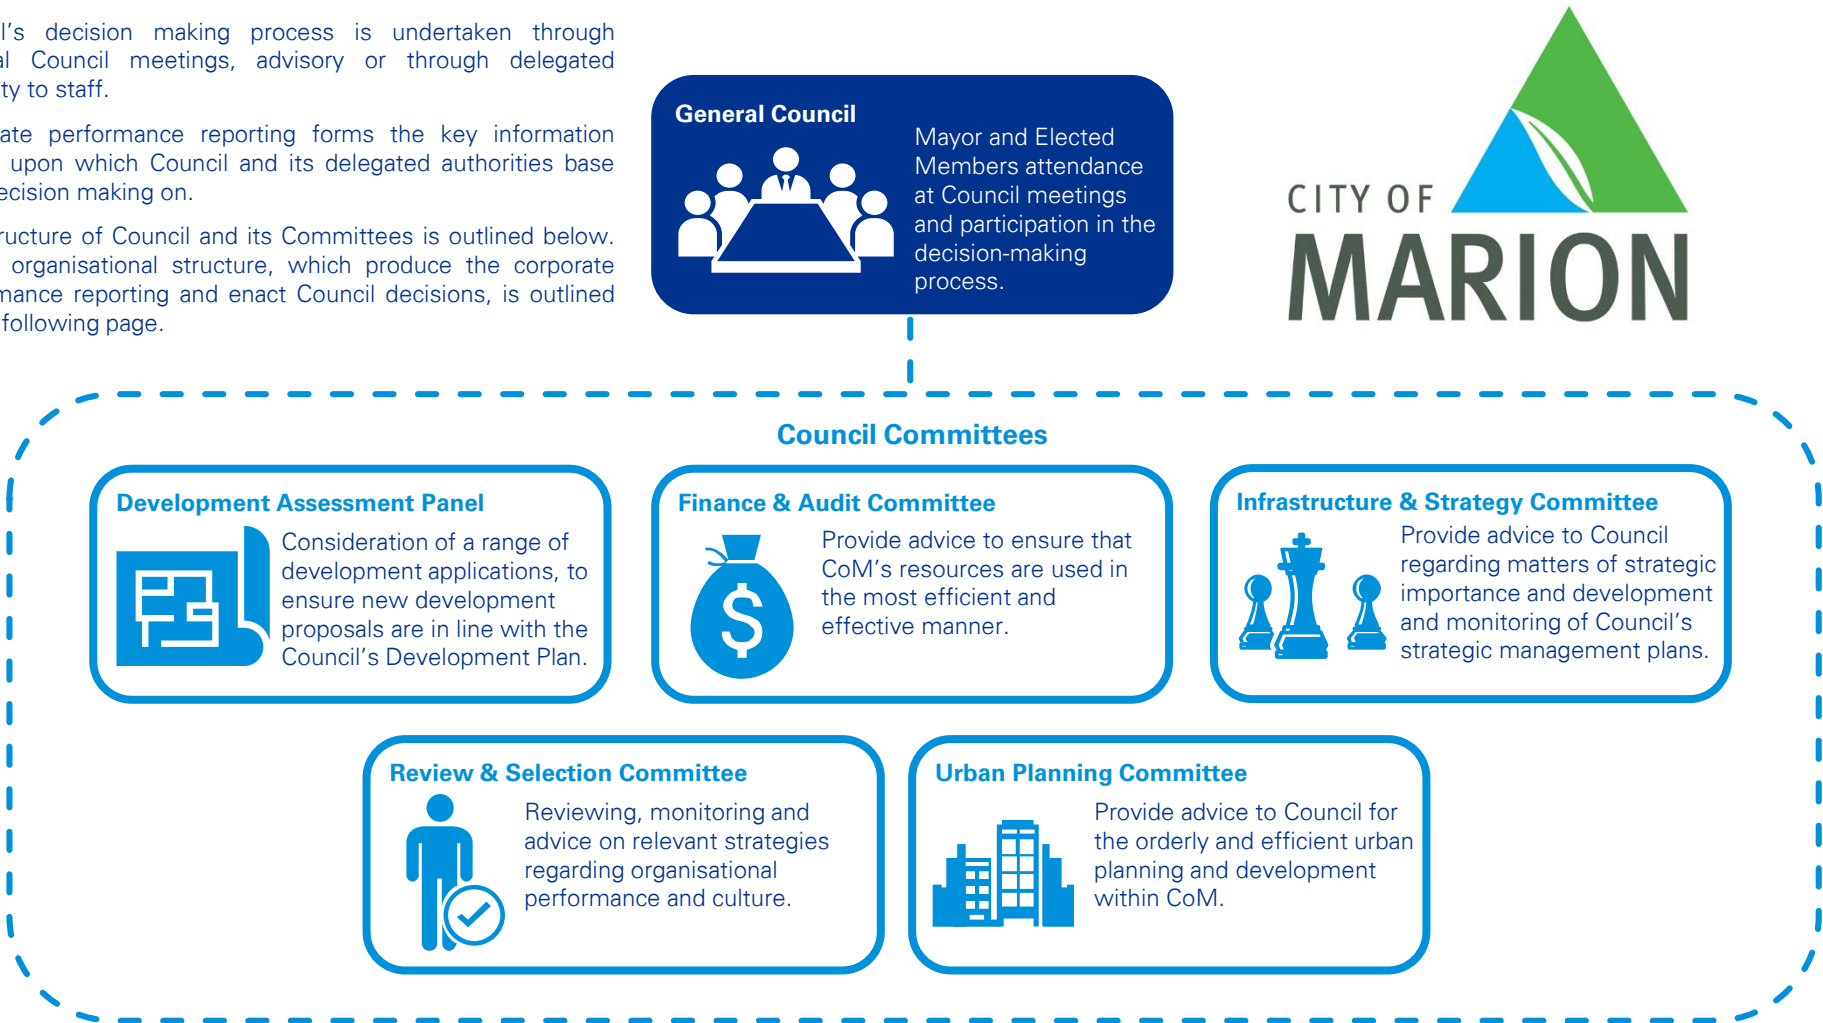 l's decision making process is undertaken through
al Council meetings, advisory or through delegated
ty to staff.
ate performance reporting forms the key information
upon which Council and its delegated authorities base
ecision making on.
ructure of Council and its Committees is outlined below.
organisational structure, which produce the corporate
mance reporting and enact Council decisions, is outlined
following page.
General Council
Mayor and Elected
Members attendance
at Council meetings
and participation in the
decision-making
process.
CITY OF
MARION
Council Committees
Development Assessment Panel
Consideration of a range of
development applications, to
ensure new development
proposals are in line with the
Council's Development Plan.
Finance & Audit Committee
Provide advice to ensure that
CoM's resources are used in
the most efficient and
effective manner.
$
Infrastructure & Strategy Committee
Provide advice to Council
regarding matters of strategic
importance and development
and monitoring of Council's
strategic management plans.
Review & Selection Committee
Reviewing, monitoring and
advice on relevant strategies
regarding organisational
performance and culture.
Urban Planning Committee
Provide advice to Council for
the orderly and efficient urban
planning and development
within CoM.